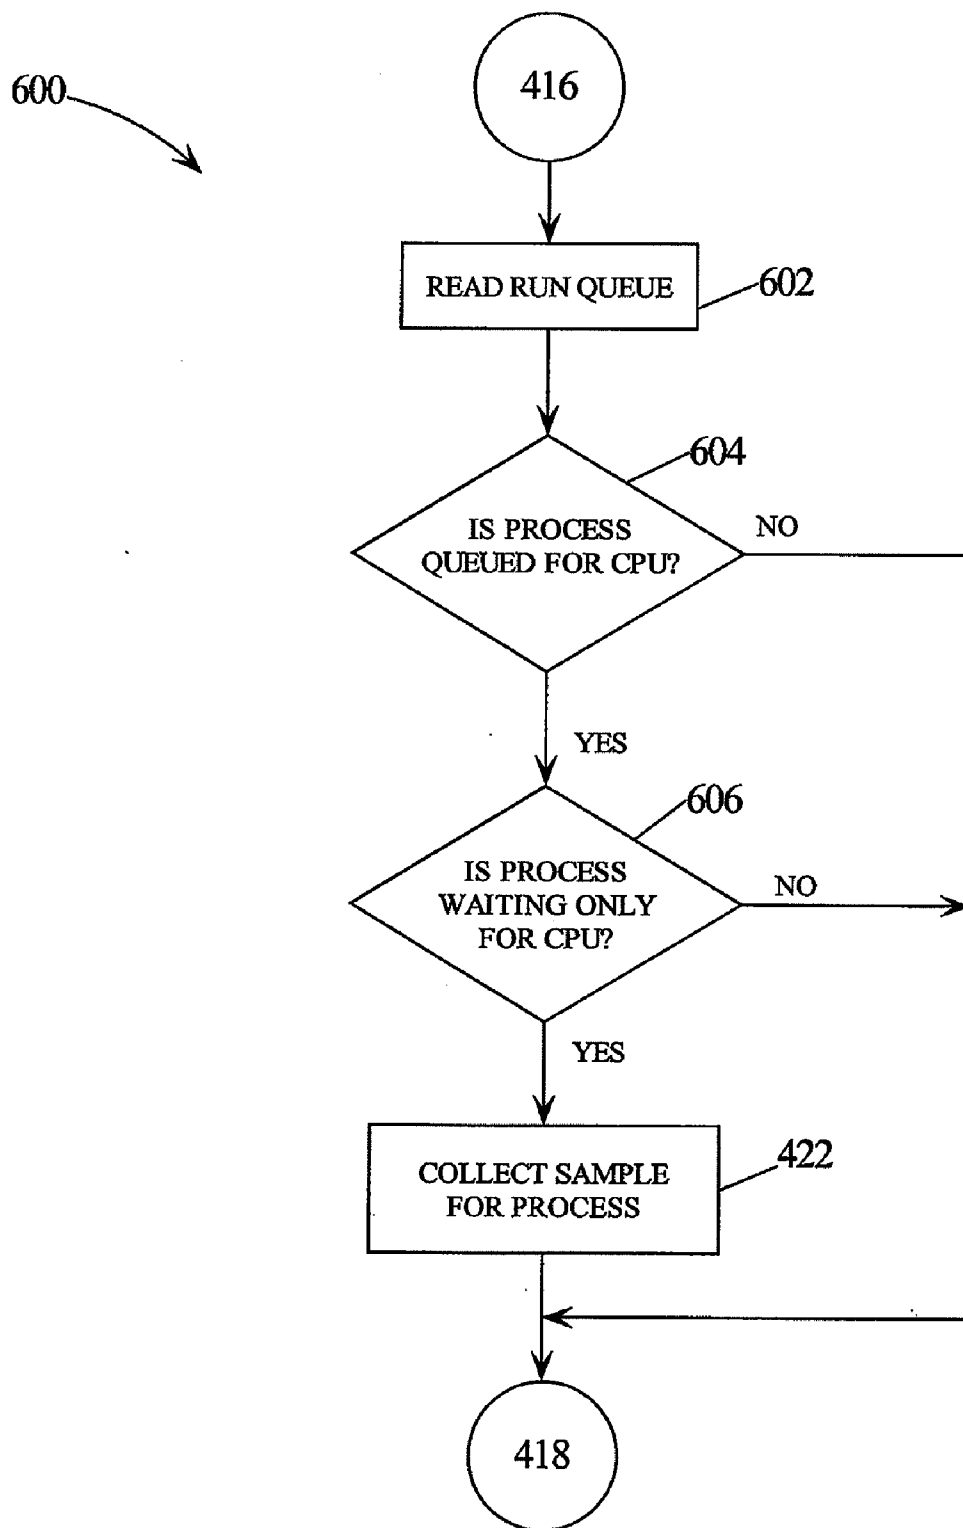 600
416
READ RUN QUEUE
602
604
IS PROCESS
QUEUED FOR CPU?
NO
YES
606
IS PROCESS
WAITING ONLY
FOR CPU?
NO
YES
COLLECT SAMPLE
FOR PROCESS
422
418